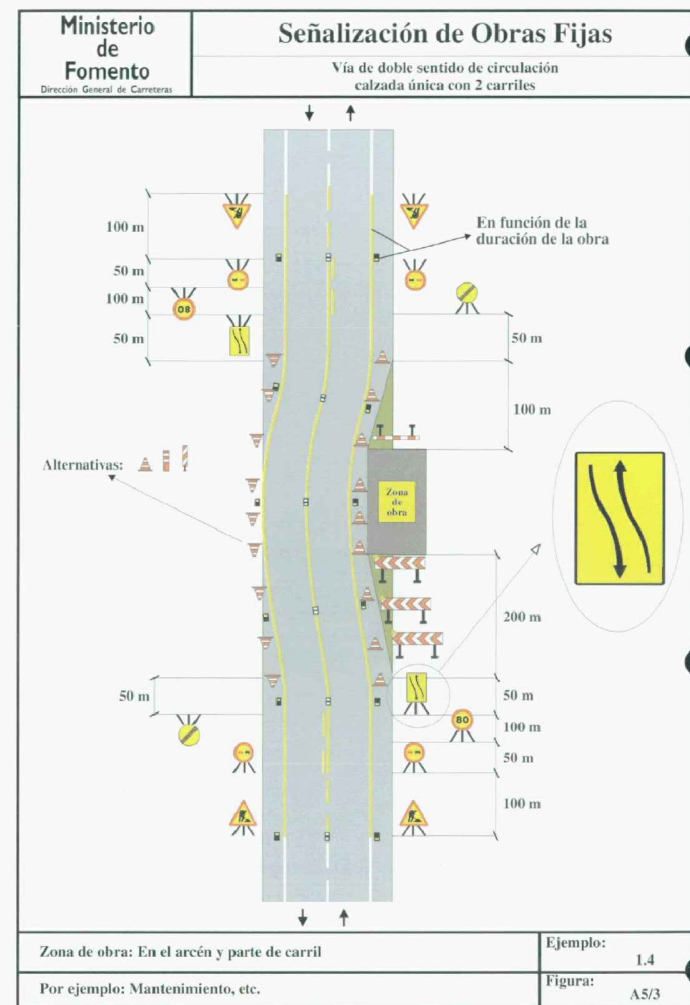 Ministerio
de
Fomento
Dirección General de Carreteras
Señalización de Obras Fijas
Vía de doble sentido de circulación
calzada única con 2 carriles
100 m
50 m
100 m
50 m
80
En función de la
duración de la obra
50 m
100 m
Alternativas:
Zona
de
obra
200 m
50 m
50 m
80
100 m
50 m
100 m
Zona de obra: En el arcén y parte de carril
Ejemplo:
1.4
Por ejemplo: Mantenimiento, etc.
Figura:
A5/3